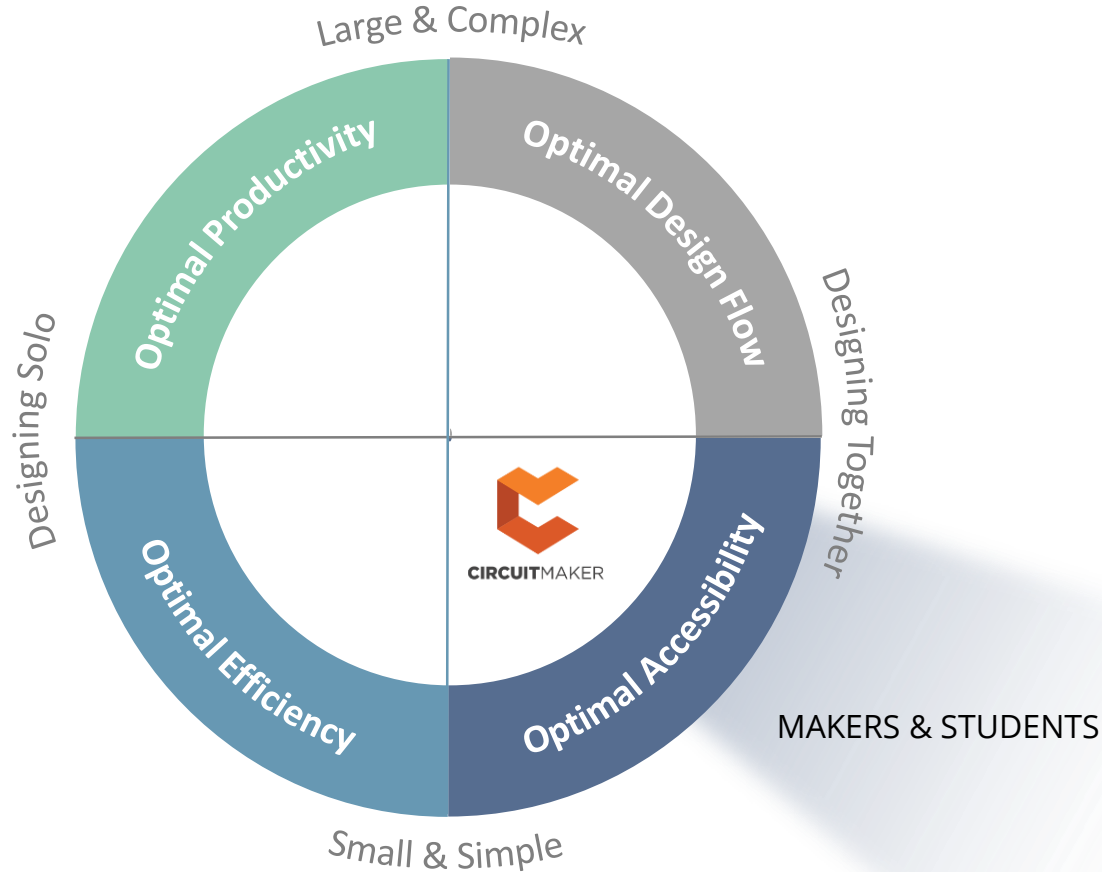 Large & Complex
Optimal Productivity
Optimal Design Flow
Designing Solo
Designing Together
CIRCUITMAKER
Optimal Efficiency
Optimal Accessibility
MAKERS & STUDENTS
Small & Simple